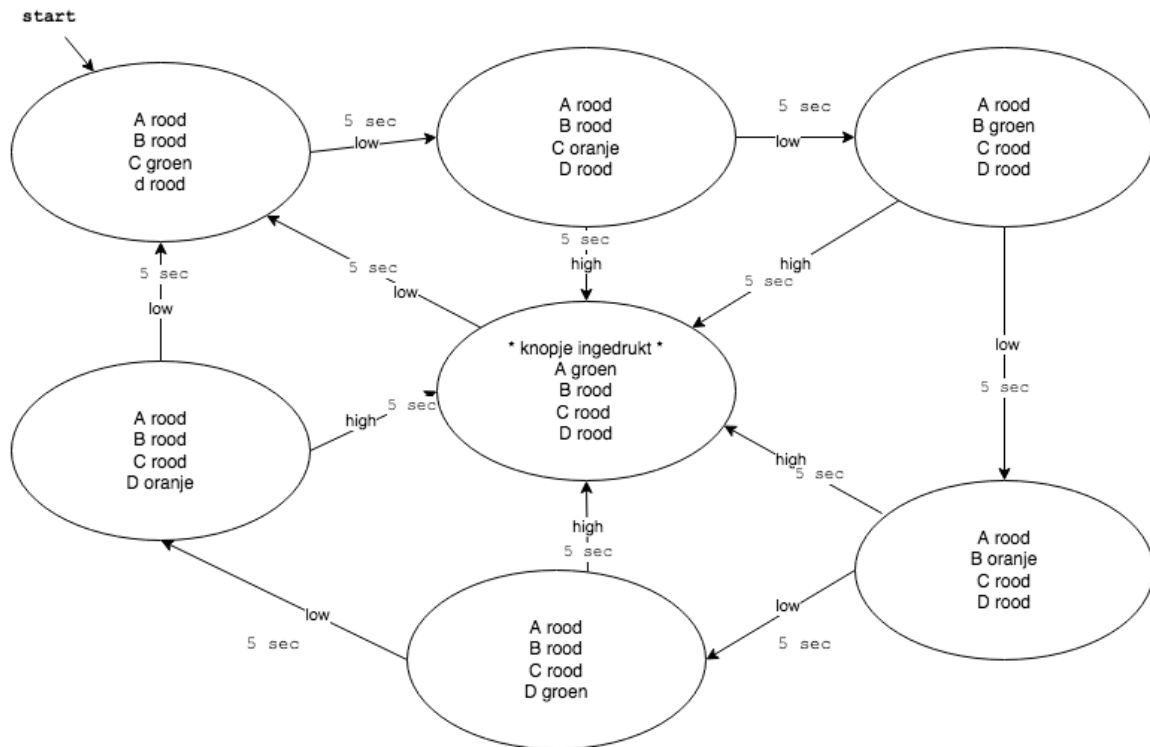 start
A rood
B rood
C groen
d rood
5 sec
low
A rood
B rood
C oranje
D rood
5 sec
low
A rood
B groen
C rood
D rood
5 sec
high
high
5 sec
5 sec
low
5 sec
low
low
5 sec
* knopje ingedrukt *
A groen
B rood
C rood
D rood
A rood
B rood
C rood
D oranje
high
5 sec
high
5 sec
high
5 sec
A rood
B oranje
C rood
D rood
low
5 sec
A rood
B rood
C rood
D groen
low
5 sec